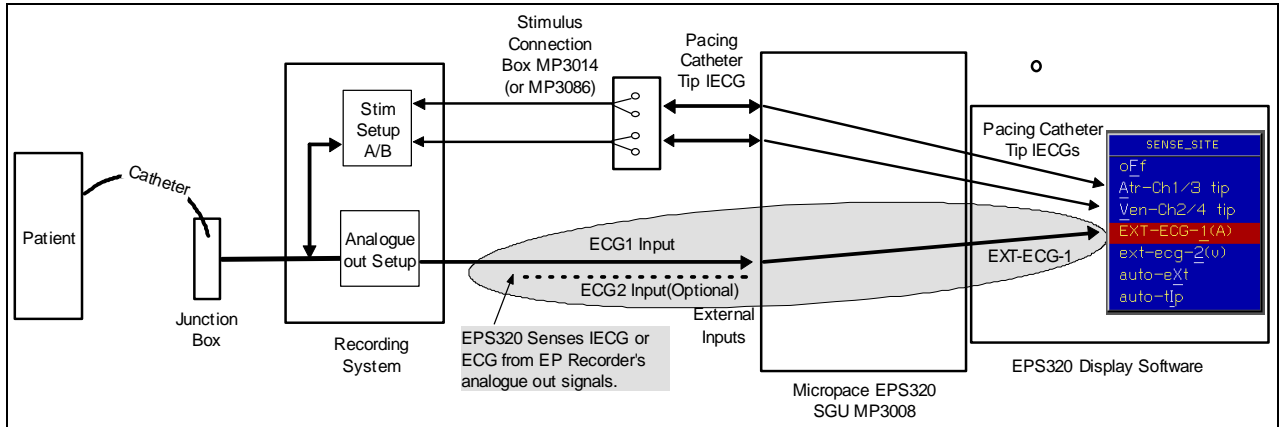 Patient
Catheter
Junction
Box
Stim
Setup
A/B
Analogue
out Setup
Recording
System
Stimulus
Connection
Box MP3014
(or MP3086)
Pacing
Catheter
Tip IECG
ECG1 Input
ECG2 Input(Optional)
External
Inputs
EPS320 Senses IECG or
ECG from EP Recorder's
analogue out signals.
Micropace EPS320
SGU MP3008
EXT-ECG-1
Pacing Catheter
Tip IECGs
SENSE_SITE
oFf
Atr-Ch1/3 tip
Ven-Ch2/4 tip
EXT-ECG-1(A)
ext-ecg-2(v)
auto-eXt
auto-tIp
EPS320 Display Software